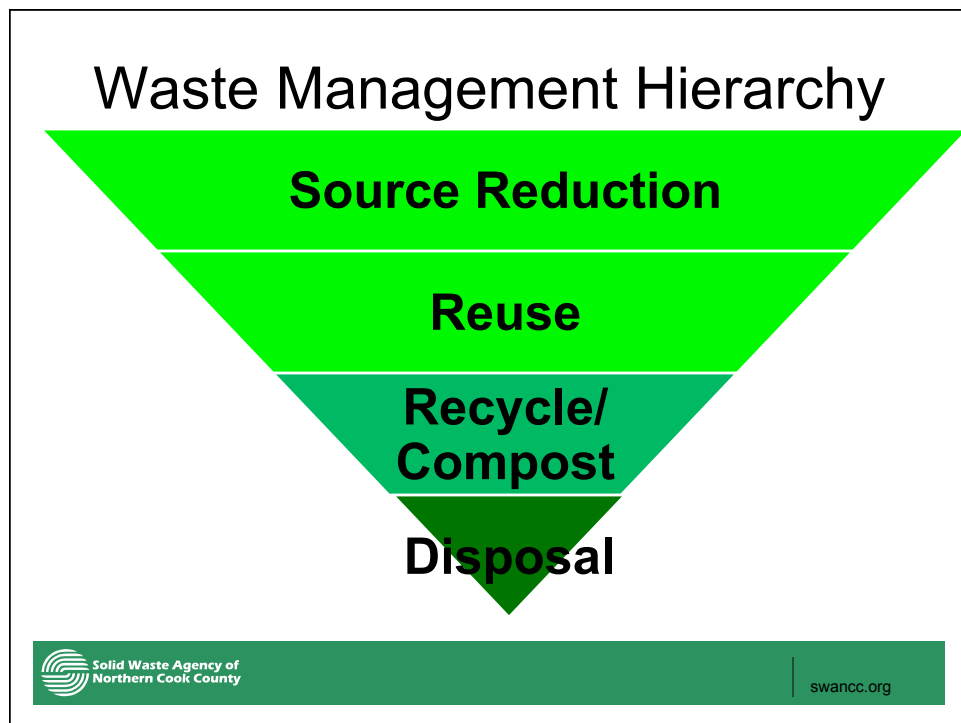 Waste Management Hierarchy
Source Reduction
Reuse
Recycle/
Compost
Disposal
Solid Waste Agency of
Northern Cook County
swancc.org